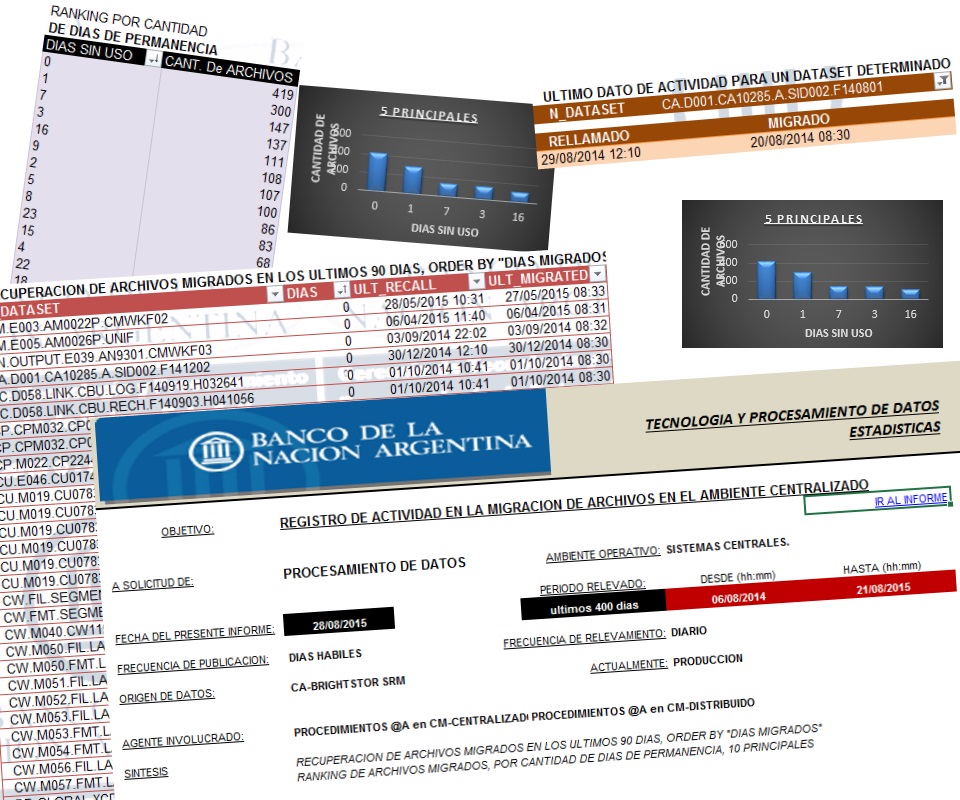 RANKING POR CANTIDAD
DE DIAS DE PERMANENCIA
DIAS SIN USO CANT. De ARCHIVOS
0 419
1 300
7 147
3 137
16 111
9 108
2 107
5 100
8 86
23 83
15 68
4
22
18
5 PRINCIPALES
CANTIDAD DE
ARCHIVOS
0
0 1 7 3 16
DIAS SIN USO
ULTIMO DATO DE ACTIVIDAD PARA UN DATASET DETERMINADO
N_DATASET CA.D001.CA10285.A.SID002.F140801
RELLAMADO MIGRADO
29/08/2014 12:10 20/08/2014 08:30
5 PRINCIPALES
CANTIDAD DE
ARCHIVOS
400
200
0
0 1 7 3 16
DIAS SIN USO
CUPERACION DE ARCHIVOS MIGRADOS EN LOS ULTIMOS 90 DIAS, ORDER BY "DIAS MIGRADOS
DATASET DIAS ULT_RECALL ULT_MIGRATED
M.E003.AM0022P.CMWKF02 0 28/05/2015 10:31 27/05/2015 08:33
M.E005.AM0026P.UNIF 0 06/04/2015 11:40 06/04/2015 08:31
N.OUTPUT.E039.AN9301.CMWKF03 0 03/09/2014 22:02 03/09/2014 08:32
A.D001.CA10285.A.SID002.F141202 0 30/12/2014 12:10 30/12/2014 08:30
C.D058.LINK.CBU.LOG.F140919.H032641 0 01/10/2014 10:41 01/10/2014 08:30
C.D058.LINK.CBU.RECH.F140903.H041056 0 01/10/2014 10:41 01/10/2014 08:30
CP.CPM032.CP0
CP.CPM032.CP0
CP.M022.CP224
CU.E046.CU0174
CU.M019.CU078
CU.M019.CU078
CU.M019.CU078
CU.M019.CU078
CU.M019.CU078
CU.M019.CU078
CW.FIL.SEGMEN
CW.FMT.SEGME
CW.M040.CW11
CW.M050.FIL.LA
CW.M050.FMT.L
CW.M051.FIL.LA
CW.M052.FIL.LA
CW.M053.FIL.LA
CW.M053.FMT.L
CW.M054.FMT.L
CW.M056.FIL.LA
CW.M057.FMT.L
BANCO DE LA
NACION ARGENTINA
TECNOLOGIA Y PROCESAMIENTO DE DATOS
ESTADISTICAS
REGISTRO DE ACTIVIDAD EN LA MIGRACION DE ARCHIVOS EN EL AMBIENTE CENTRALIZADO
IR AL INFORME
OBJETIVO:
A SOLICITUD DE: PROCESAMIENTO DE DATOS
AMBIENTE OPERATIVO: SISTEMAS CENTRALES.
PERIODO RELEVADO: DESDE (hh:mm) HASTA (hh:mm)
ultimos 400 dias 06/08/2014 21/08/2015
FECHA DEL PRESENTE INFORME: 28/08/2015
FRECUENCIA DE RELEVAMIENTO: DIARIO
FRECUENCIA DE PUBLICACION: DIAS HABILES
ACTUALMENTE: PRODUCCION
ORIGEN DE DATOS: CA-BRIGHTSTOR SRM
AGENTE INVOLUCRADO: PROCEDIMIENTOS @A en CM-CENTRALIZAD PROCEDIMIENTOS @A en CM-DISTRIBUIDO
SINTESIS RECUPERACION DE ARCHIVOS MIGRADOS EN LOS ULTIMOS 90 DIAS, ORDER BY "DIAS MIGRADOS"
RANKING DE ARCHIVOS MIGRADOS, POR CANTIDAD DE DIAS DE PERMANENCIA, 10 PRINCIPALES